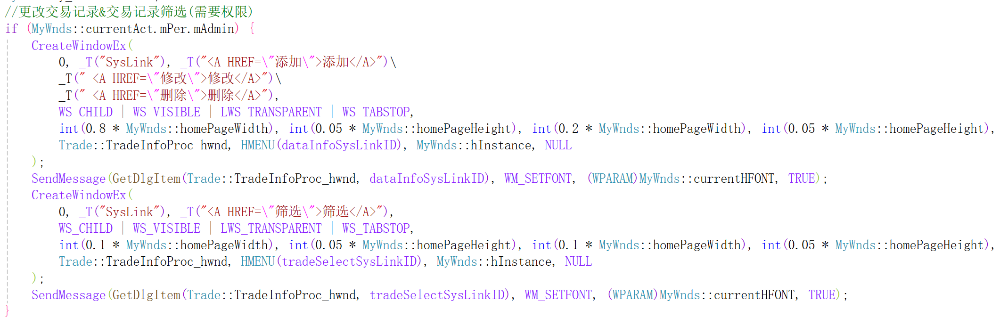 //更改交易记录&交易记录筛选(需要权限)
if (MyWnds::currentAct.mPer.mAdmin) {
    CreateWindowEx(
        0, _T("SysLink"), _T("<A HREF=\"添加\">添加</A>")\
        _T(" <A HREF=\"修改\">修改</A>")\
        _T(" <A HREF=\"删除\">删除</A>"),
        WS_CHILD | WS_VISIBLE | LWS_TRANSPARENT | WS_TABSTOP,
        int(0.8 * MyWnds::homePageWidth), int(0.05 * MyWnds::homePageHeight), int(0.2 * MyWnds::homePageWidth), int(0.05 * MyWnds::homePageHeight),
        Trade::TradeInfoProc_hwnd, HMENU(dataInfoSysLinkID), MyWnds::hInstance, NULL
    );
    SendMessage(GetDlgItem(Trade::TradeInfoProc_hwnd, dataInfoSysLinkID), WM_SETFONT, (WPARAM)MyWnds::currentHFONT, TRUE);
    CreateWindowEx(
        0, _T("SysLink"), _T("<A HREF=\"筛选\">筛选</A>"),
        WS_CHILD | WS_VISIBLE | LWS_TRANSPARENT | WS_TABSTOP,
        int(0.1 * MyWnds::homePageWidth), int(0.05 * MyWnds::homePageHeight), int(0.1 * MyWnds::homePageWidth), int(0.05 * MyWnds::homePageHeight),
        Trade::TradeInfoProc_hwnd, HMENU(tradeSelectSysLinkID), MyWnds::hInstance, NULL
    );
    SendMessage(GetDlgItem(Trade::TradeInfoProc_hwnd, tradeSelectSysLinkID), WM_SETFONT, (WPARAM)MyWnds::currentHFONT, TRUE);
}